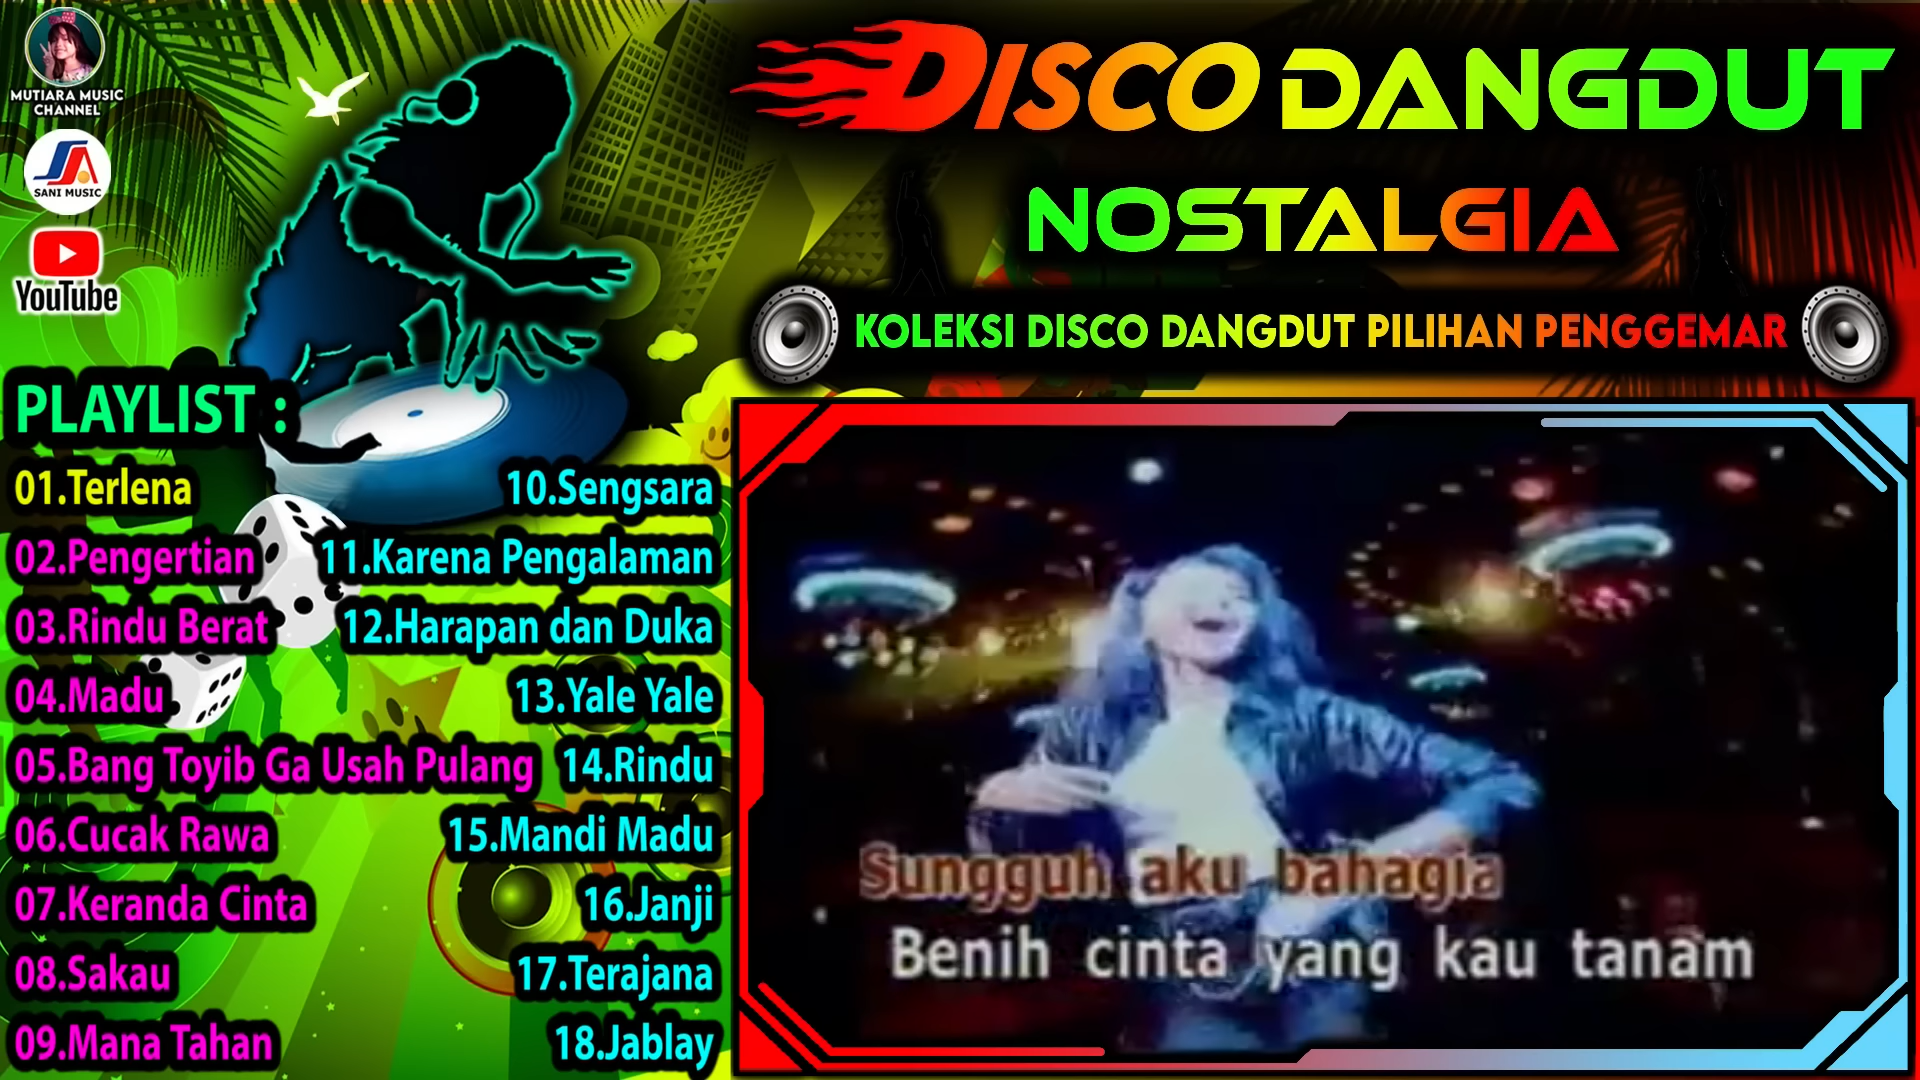 MUTIARA MUSIC
CHANNEL
SANI MUSIC
YouTube
DISCO DANGDUT
NOSTALGIA
KOLEKSI DISCO DANGDUT PILIHAN PENGGEMAR
PLAYLIST :
01.Terlena
02.Pengertian
03.Rindu Berat
04.Madu
05.Bang Toyib Ga Usah Pulang
06.Cucak Rawa
07.Keranda Cinta
08.Sakau
09.Mana Tahan
10.Sengsara
11.Karena Pengalaman
12.Harapan dan Duka
13.Yale Yale
14.Rindu
15.Mandi Madu
16.Janji
17.Terajana
18.Jablay
Sungguh aku bahagia
Benih cinta yang kau tanam